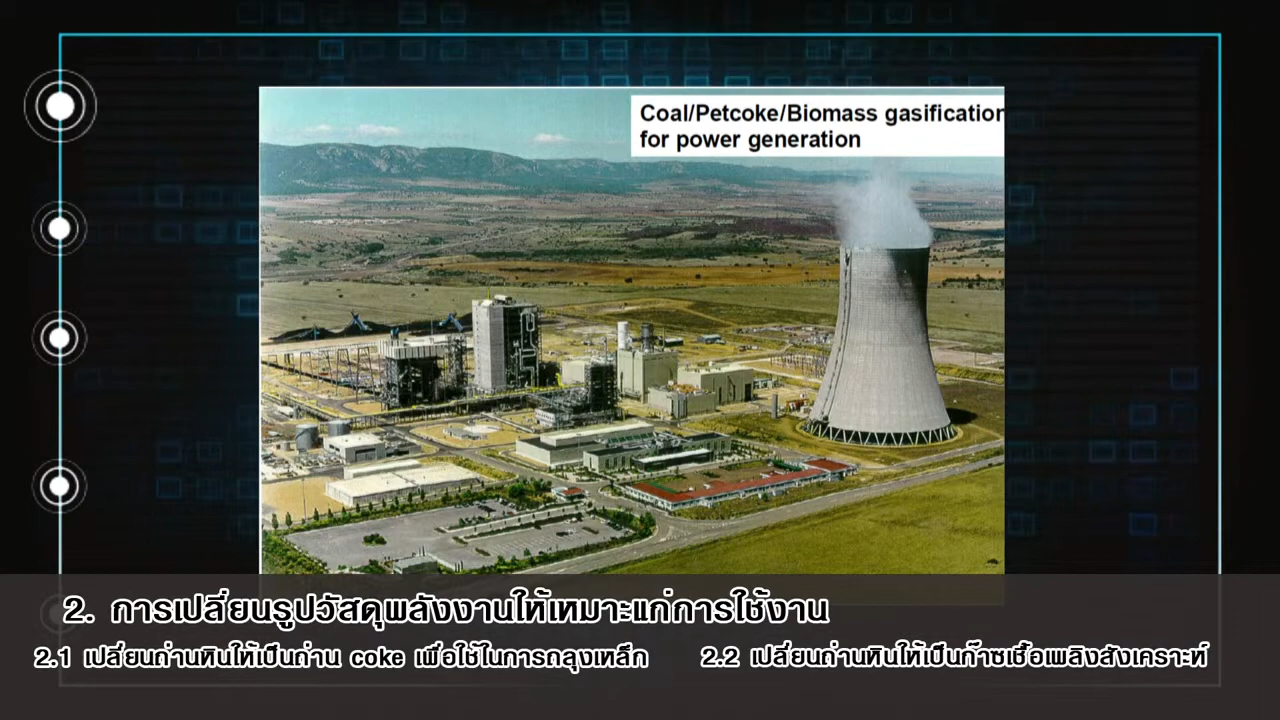 Coal/Petcoke/Biomass gasification
for power generation
2. การเปลี่ยนรูปวัสดุพลังงานให้เหมาะแก่การใช้งาน
2.1 เปลี่ยนถ่านหินให้เป็นถ่าน coke เพื่อใช้ในการถลุงเหล็ก
2.2 เปลี่ยนถ่านหินให้เป็นก๊าซเชื้อเพลิงสังเคราะห์